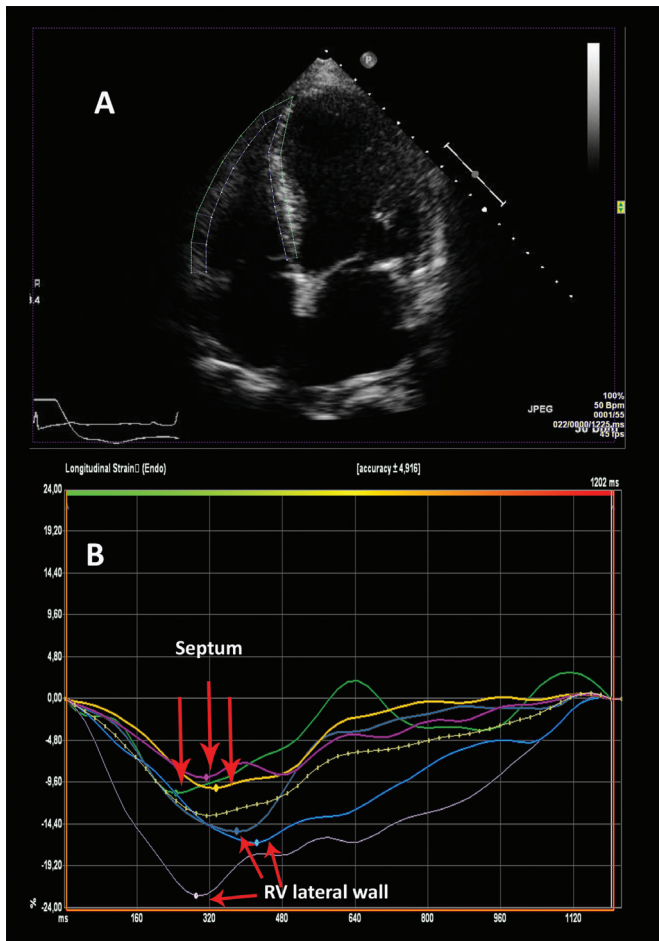 A
P
P
3.4
JPEG
100%
50 Bpm
0001/55
022/0000/1225 ms
45 fps
Longitudinal Strain (Endo)
[accuracy ± 4,916]
1202 ms
B
24,00
19,20
14,40
9,60
4,80
0,00
-4,80
-9,60
-14,40
-19,20
-24,00
%
Septum
RV lateral wall
ms
160
320
480
640
800
960
1120